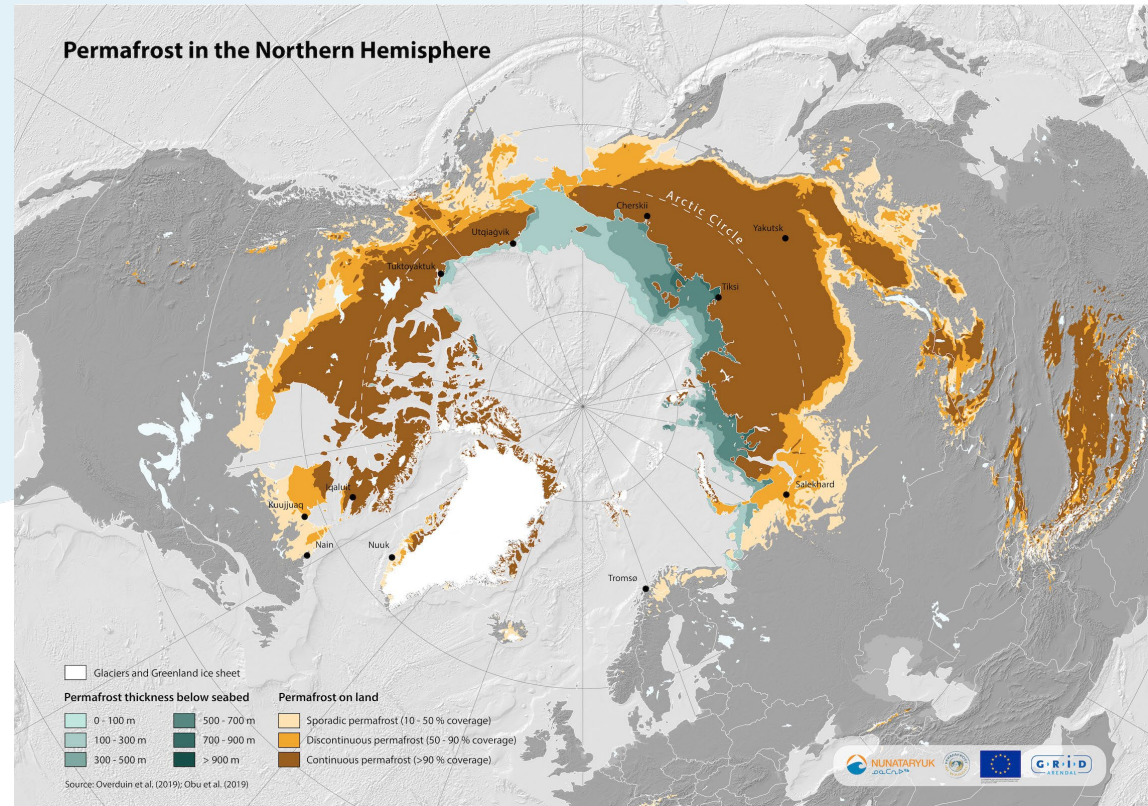 Permafrost in the Northern Hemisphere
Arctic Circle
Cherskii
Yakutsk
Utqiaġvik
Tuktoyaktuk
Tiksi
Iqaluit
Salekhard
Kuujjuaq
Nain
Nuuk
Tromsø
Glaciers and Greenland ice sheet
Permafrost thickness below seabed
0 - 100 m
100 - 300 m
300 - 500 m
500 - 700 m
700 - 900 m
> 900 m
Permafrost on land
Sporadic permafrost (10 - 50 % coverage)
Discontinuous permafrost (50 - 90 % coverage)
Continuous permafrost (>90 % coverage)
Source: Overduin et al. (2019); Obu et al. (2019)
NUNATARYUK
ᓄᓇᑕᕆᐅᖅ
G·R·I·D
ARENDAL